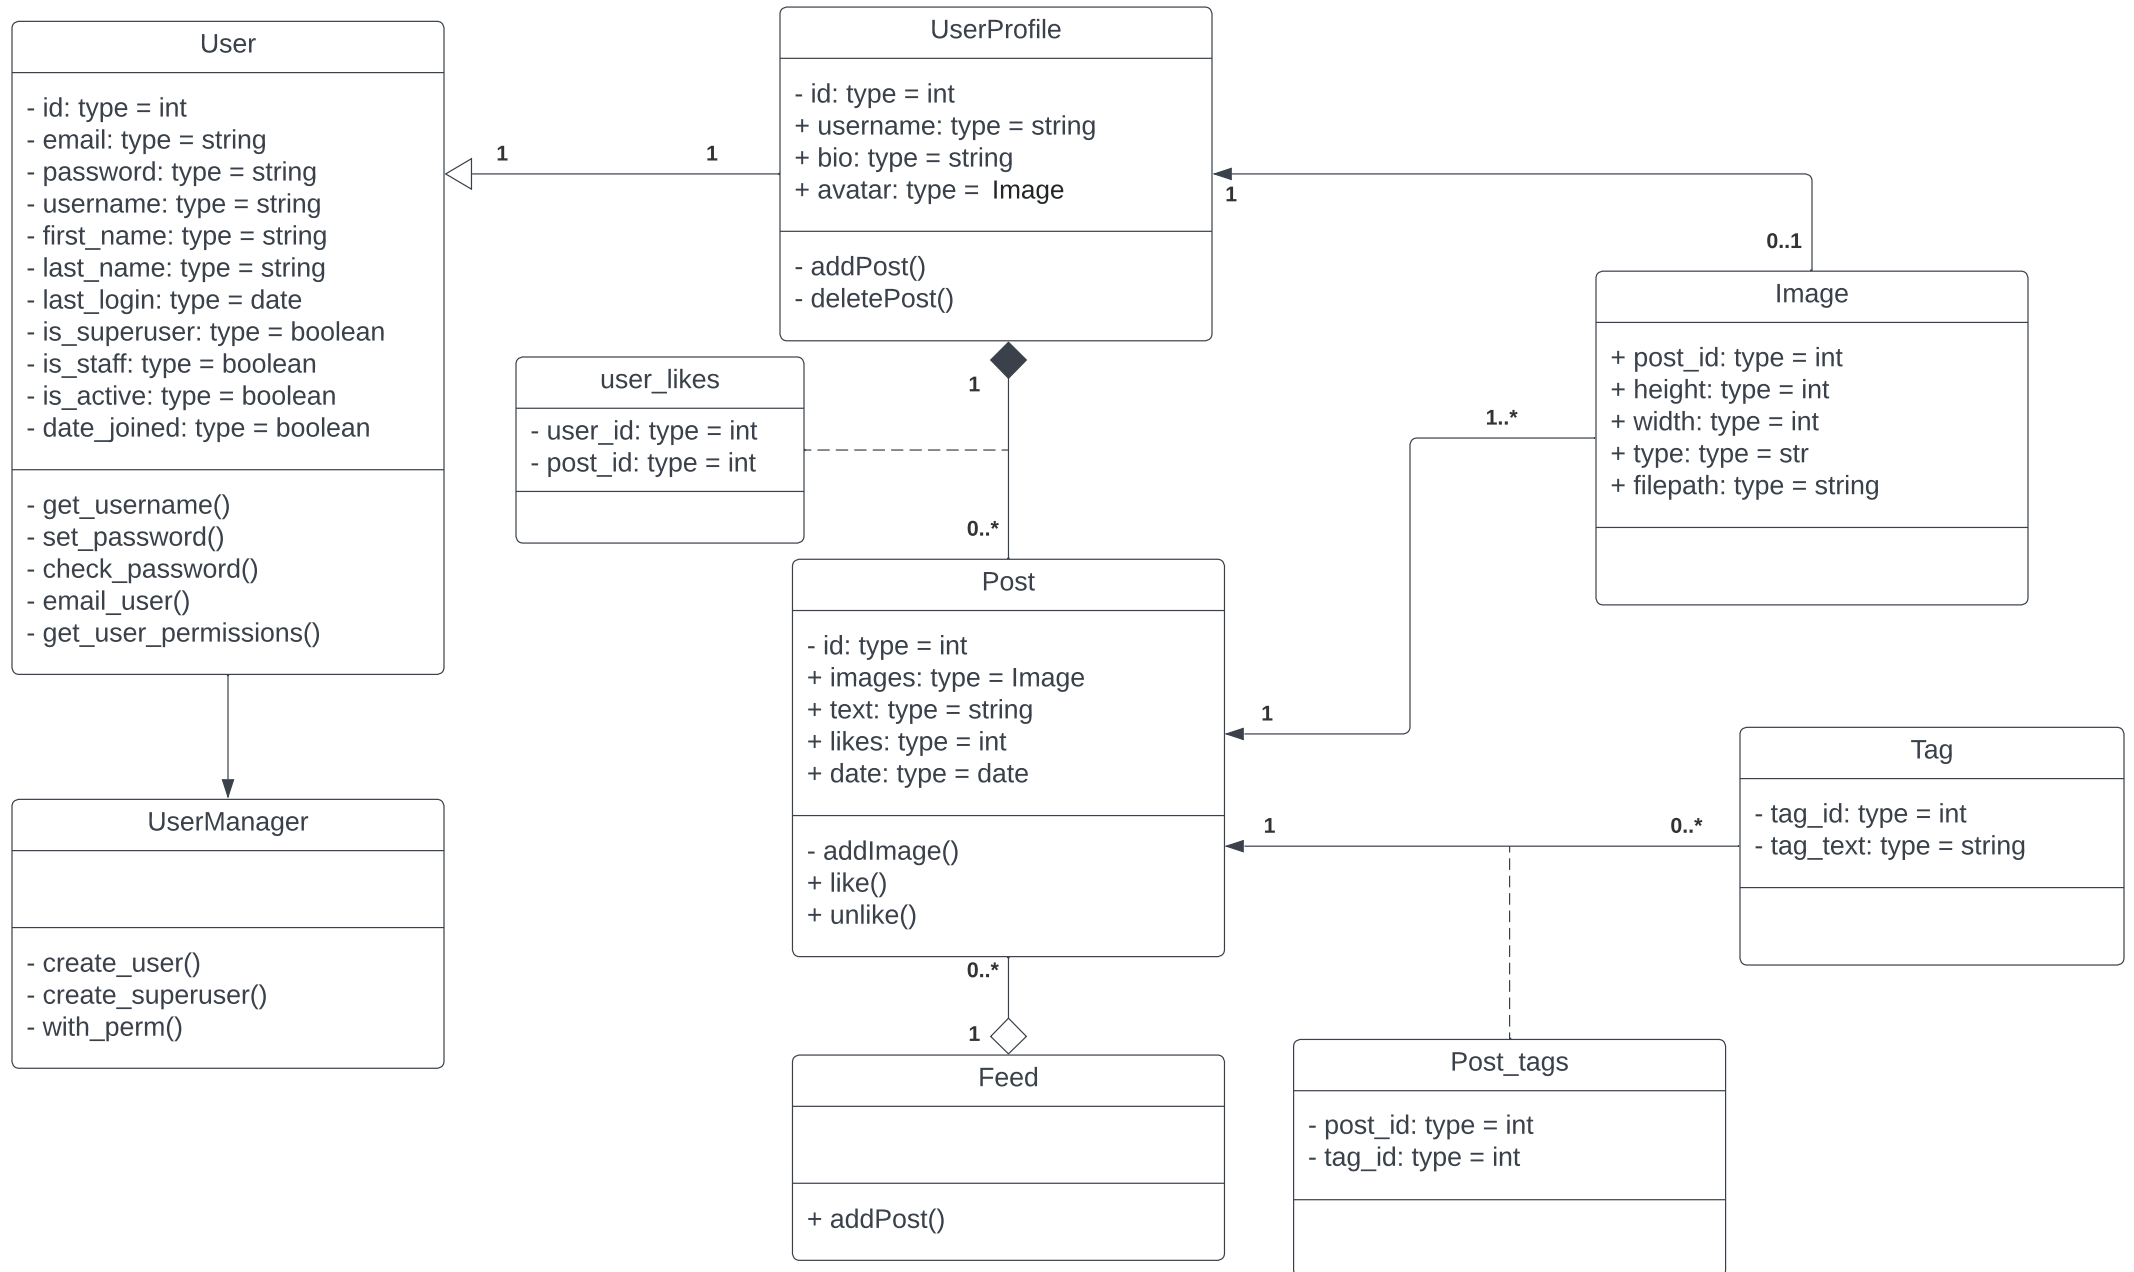 User
- id: type = int
- email: type = string
- password: type = string
- username: type = string
- first_name: type = string
- last_name: type = string
- last_login: type = date
- is_superuser: type = boolean
- is_staff: type = boolean
- is_active: type = boolean
- date_joined: type = boolean
- get_username()
- set_password()
- check_password()
- email_user()
- get_user_permissions()
1
1
UserProfile
- id: type = int
+ username: type = string
+ bio: type = string
+ avatar: type = Image
- addPost()
- deletePost()
1
0..1
Image
+ post_id: type = int
+ height: type = int
+ width: type = int
+ type: type = str
+ filepath: type = string
user_likes
- user_id: type = int
- post_id: type = int
1
0..*
1..*
1
Post
- id: type = int
+ images: type = Image
+ text: type = string
+ likes: type = int
+ date: type = date
- addImage()
+ like()
+ unlike()
1
0..*
Tag
- tag_id: type = int
- tag_text: type = string
UserManager
- create_user()
- create_superuser()
- with_perm()
0..*
1
Feed
+ addPost()
Post_tags
- post_id: type = int
- tag_id: type = int